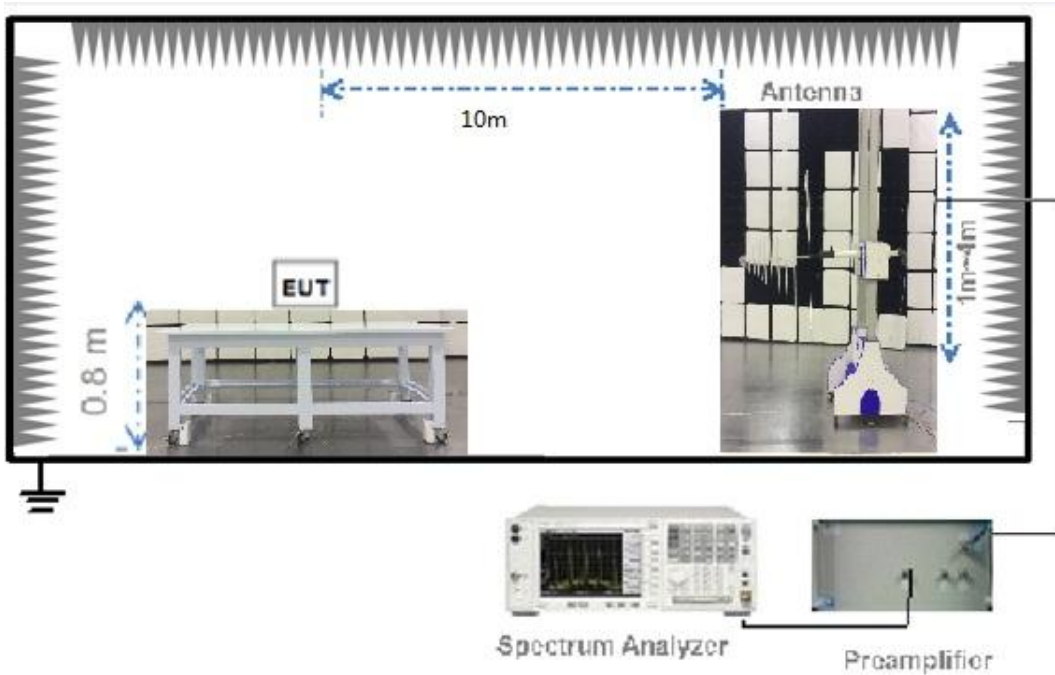 Antenna
10m
1m~4m
EUT
0.8 m
Spectrum Analyzer
Preamplifier